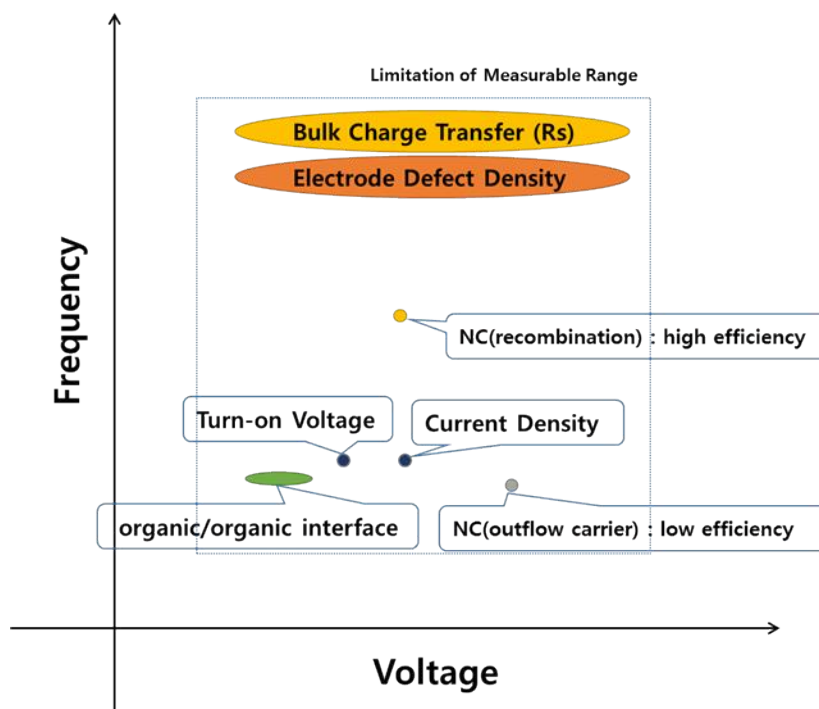 Limitation of Measurable Range
Bulk Charge Transfer (Rs)
Electrode Defect Density
Frequency
NC(recombination) : high efficiency
Turn-on Voltage
Current Density
organic/organic interface
NC(outflow carrier) : low efficiency
Voltage